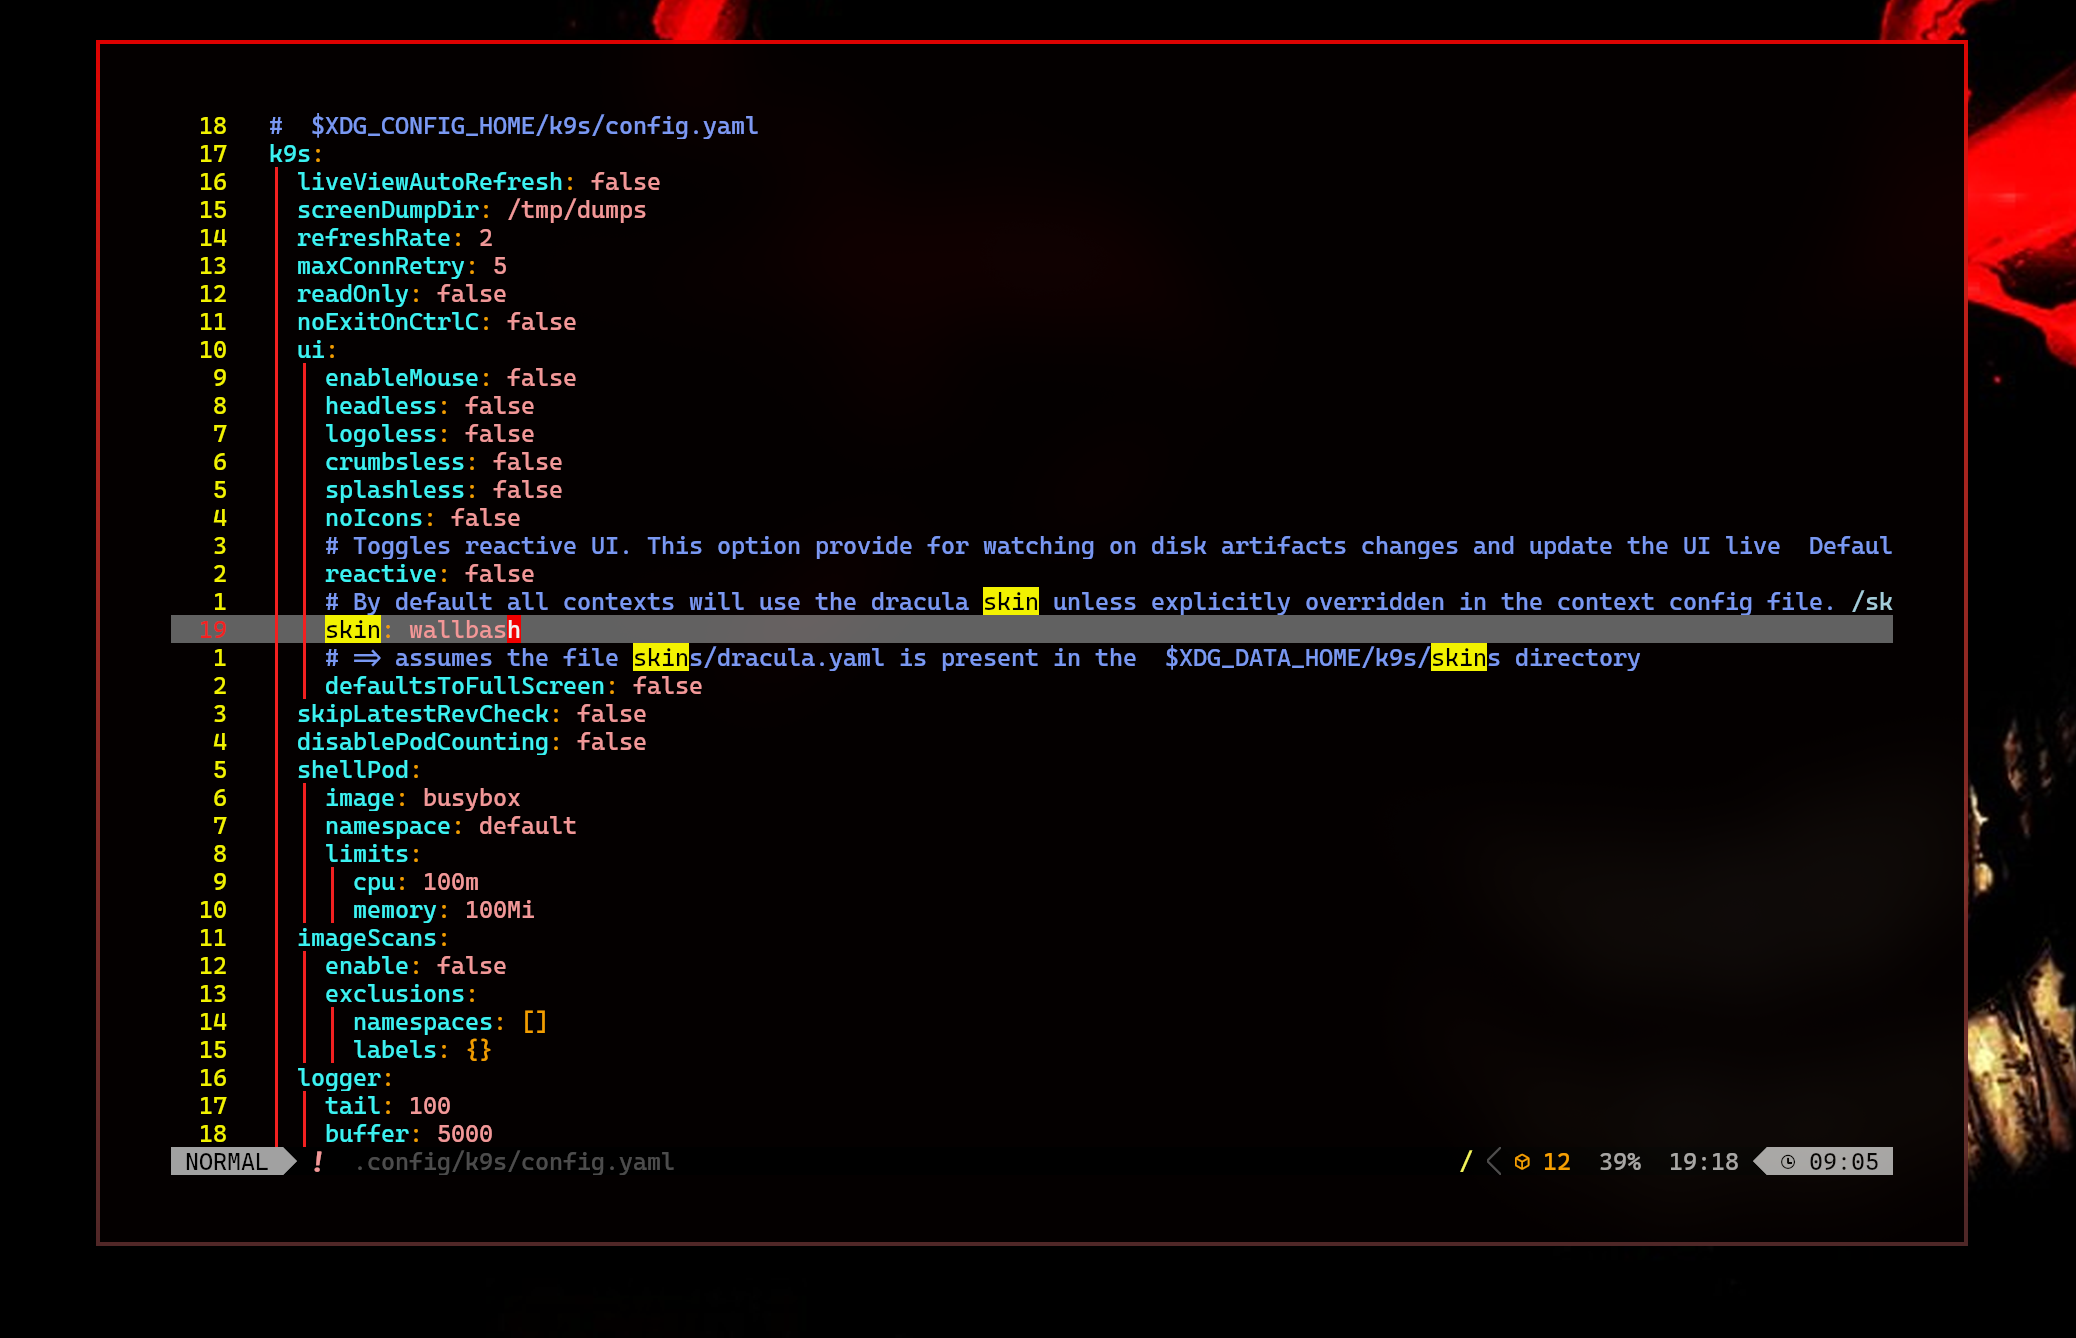 18 # $XDG_CONFIG_HOME/k9s/config.yaml
17 k9s:
16 liveViewAutoRefresh: false
15 screenDumpDir: /tmp/dumps
14 refreshRate: 2
13 maxConnRetry: 5
12 readOnly: false
11 noExitOnCtrlC: false
10 ui:
9 enableMouse: false
8 headless: false
7 logoless: false
6 crumbsless: false
5 splashless: false
4 noIcons: false
3 # Toggles reactive UI. This option provide for watching on disk artifacts changes and update the UI live  Defaul
2 reactive: false
1 # By default all contexts will use the dracula skin unless explicitly overridden in the context config file. /sk
19 skin: wallbash
1 # => assumes the file skins/dracula.yaml is present in the  $XDG_DATA_HOME/k9s/skins directory
2 defaultsToFullScreen: false
3 skipLatestRevCheck: false
4 disablePodCounting: false
5 shellPod:
6 image: busybox
7 namespace: default
8 limits:
9 cpu: 100m
10 memory: 100Mi
11 imageScans:
12 enable: false
13 exclusions:
14 namespaces: []
15 labels: {}
16 logger:
17 tail: 100
18 buffer: 5000
NORMAL ! .config/k9s/config.yaml / 12 39% 19:18 09:05